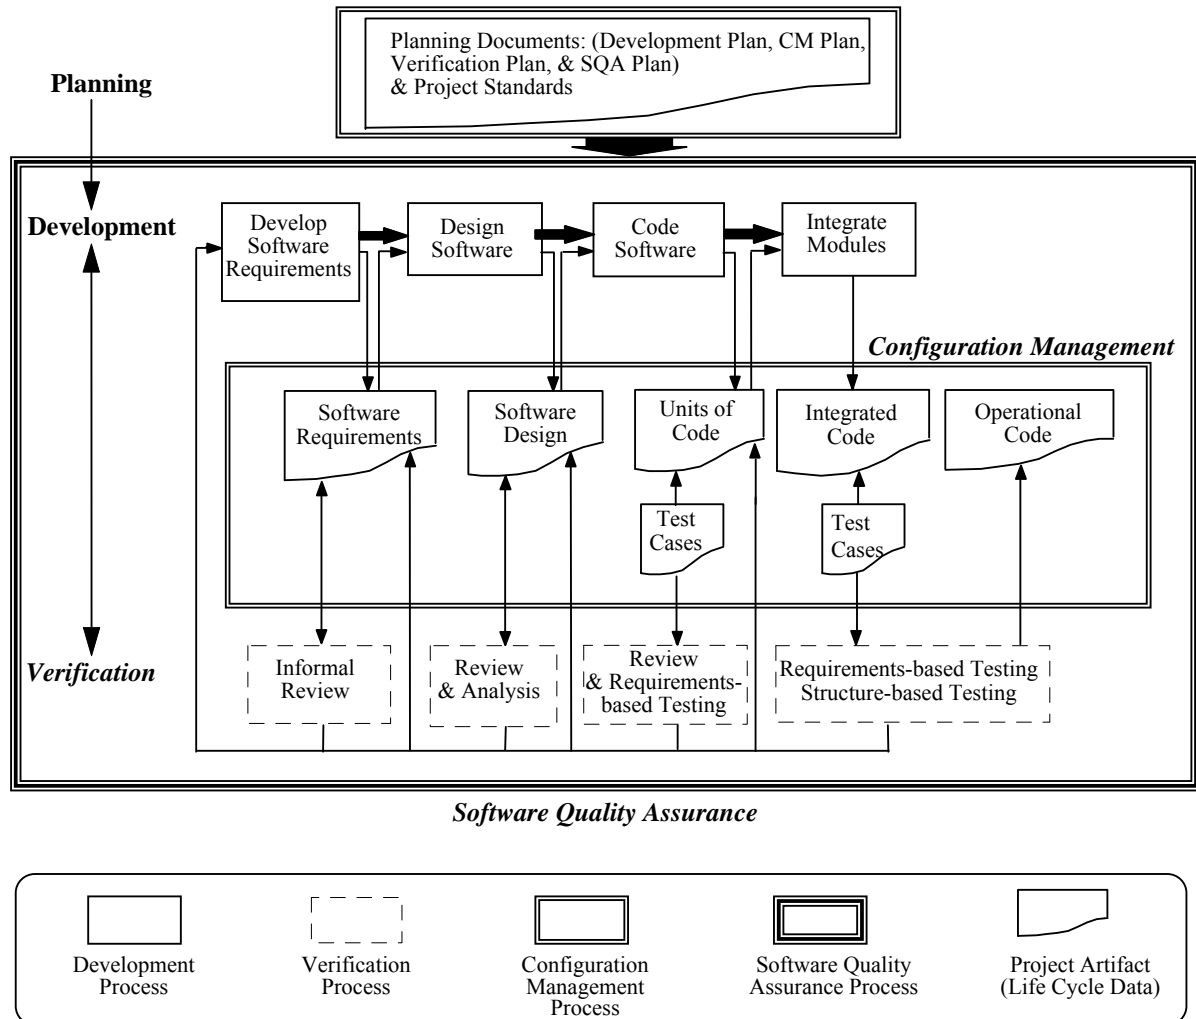 Planning Documents: (Development Plan, CM Plan,
Verification Plan, & SQA Plan)
& Project Standards
Planning
Development
Develop
Software
Requirements
Design
Software
Code
Software
Integrate
Modules
Configuration Management
Software
Requirements
Software
Design
Units of
Code
Integrated
Code
Operational
Code
Test
Cases
Test
Cases
Verification
Informal
Review
Review
& Analysis
Review
& Requirements-
based Testing
Requirements-based Testing
Structure-based Testing
Software Quality Assurance
Development
Process
Verification
Process
Configuration
Management
Process
Software Quality
Assurance Process
Project Artifact
(Life Cycle Data)